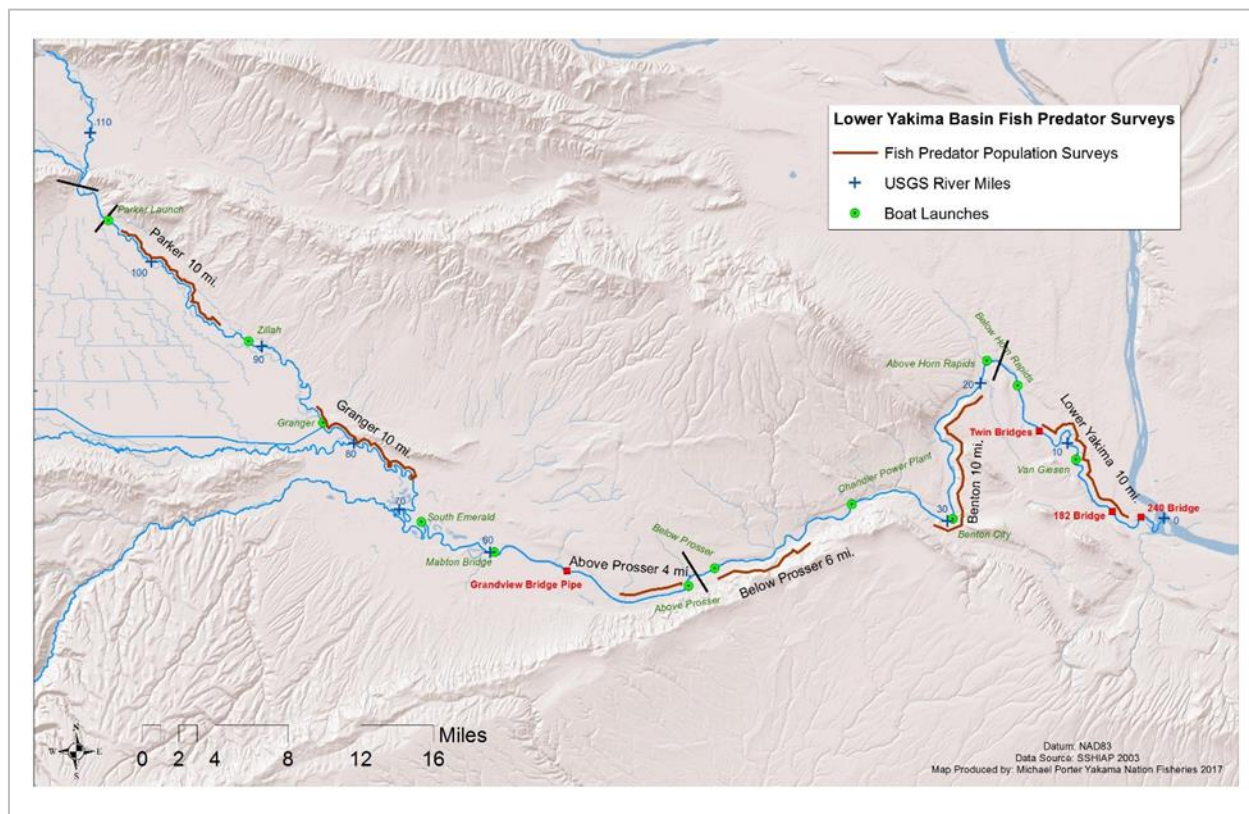 Lower Yakima Basin Fish Predator Surveys
Fish Predator Population Surveys
USGS River Miles
Boat Launches
110
Parker Launch
Parker 10 mi.
100
Zillah
90
Granger
Granger 10 mi.
80
70
South Emerald
60
Mabton Bridge
Grandview Bridge Pipe
Above Prosser 4 mi.
Above Prosser
Below Prosser
Below Prosser 6 mi.
Chandler Power Plant
30
Benton City
Benton 10 mi.
20
Above Horn Rapids
Below Horn Rapids
Twin Bridges
10
Van Giesen
Lower Yakima 10 mi.
182 Bridge
240 Bridge
0
N
W E
S
Miles
0 2 4 8 12 16
Datum: NAD83
Data Source: SSHIAP 2003
Map Produced by: Michael Porter Yakama Nation Fisheries 2017